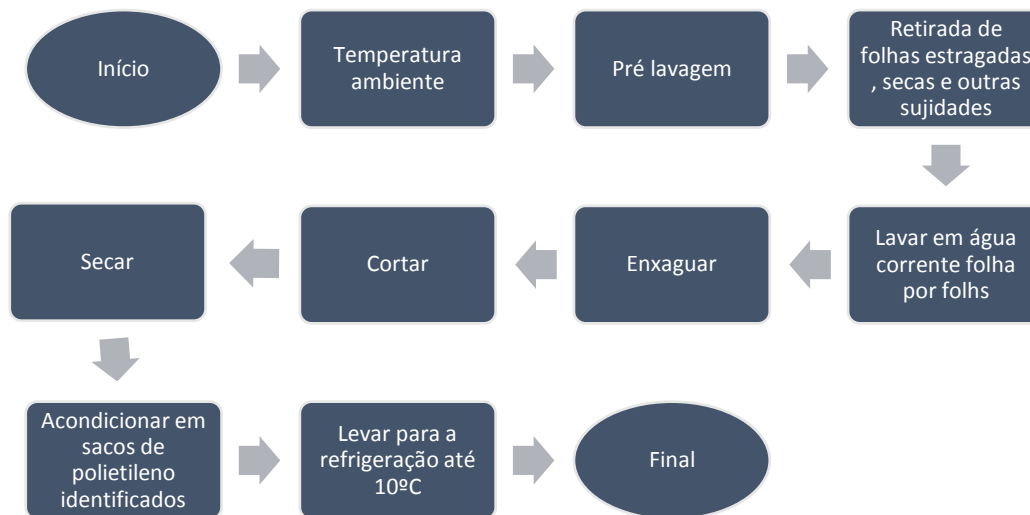 Início
Temperatura
ambiente
Pré lavagem
Retirada de
folhas estragadas
, secas e outras
sujidades
Lavar em água
corrente folha
por folhs
Enxaguar
Cortar
Secar
Acondicionar em
sacos de
polietileno
identificados
Levar para a
refrigeração até
10ºC
Final